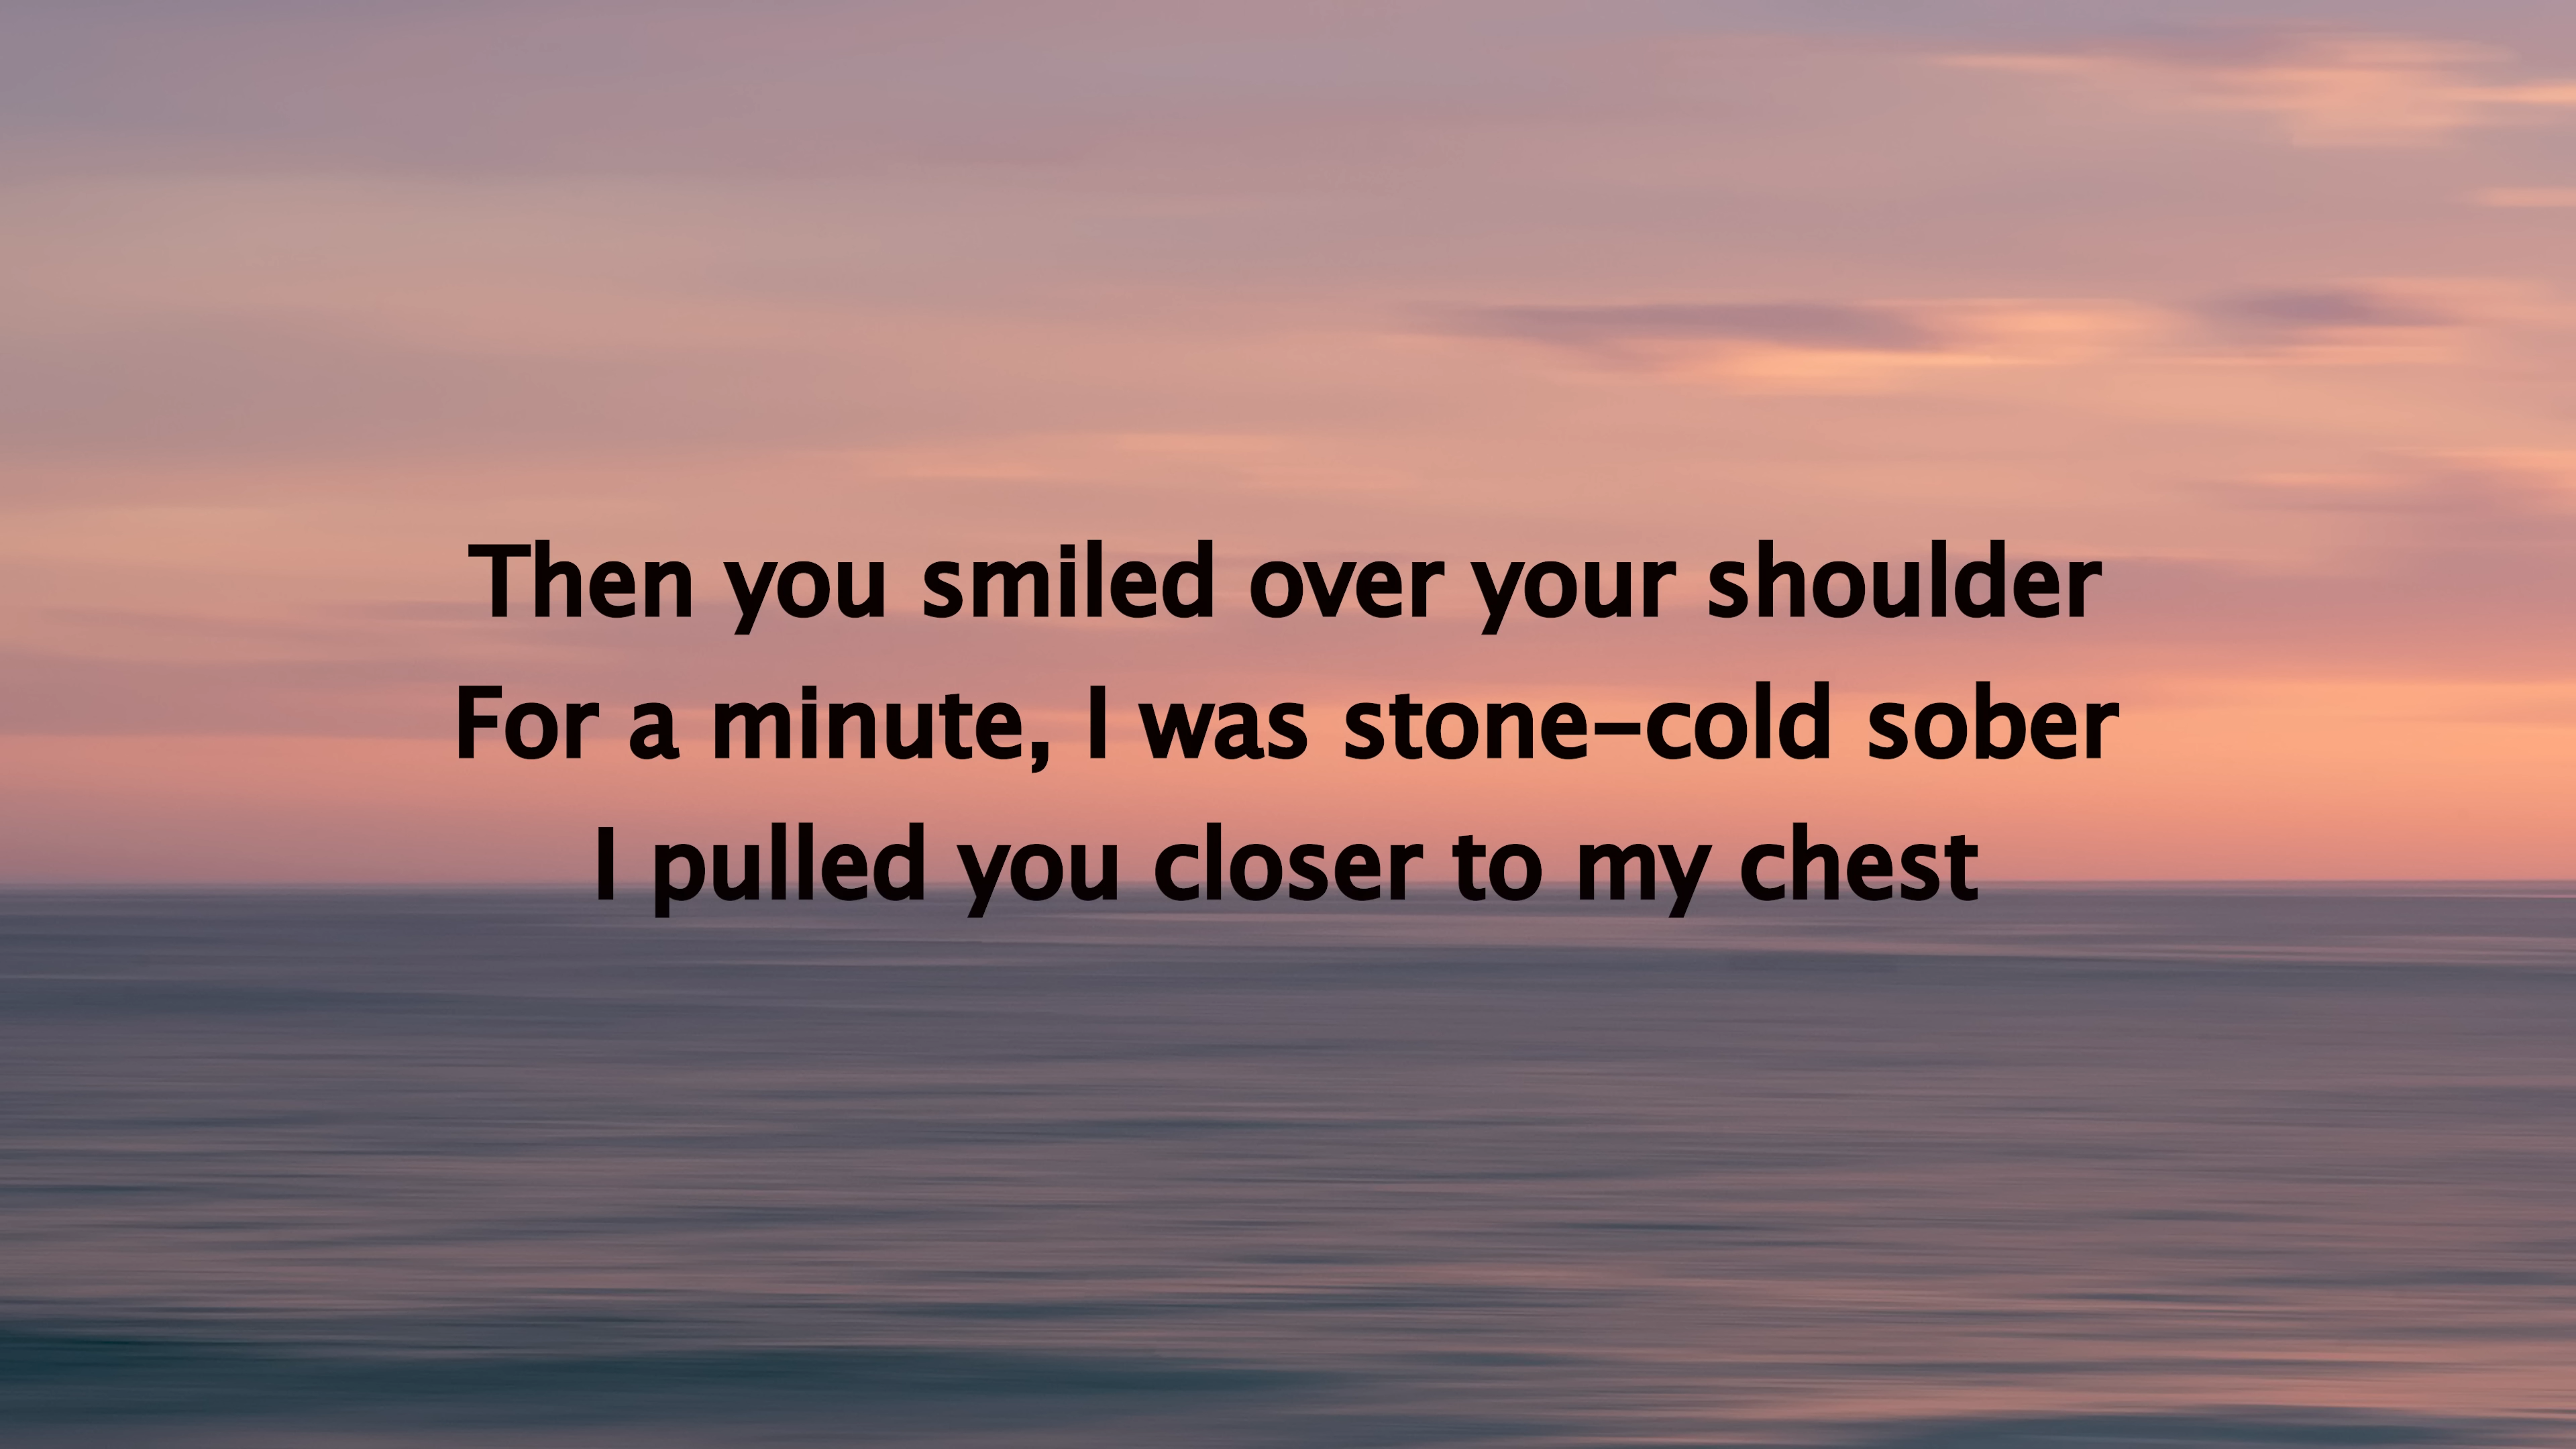 Then you smiled over your shoulder
For a minute, I was stone-cold sober
I pulled you closer to my chest